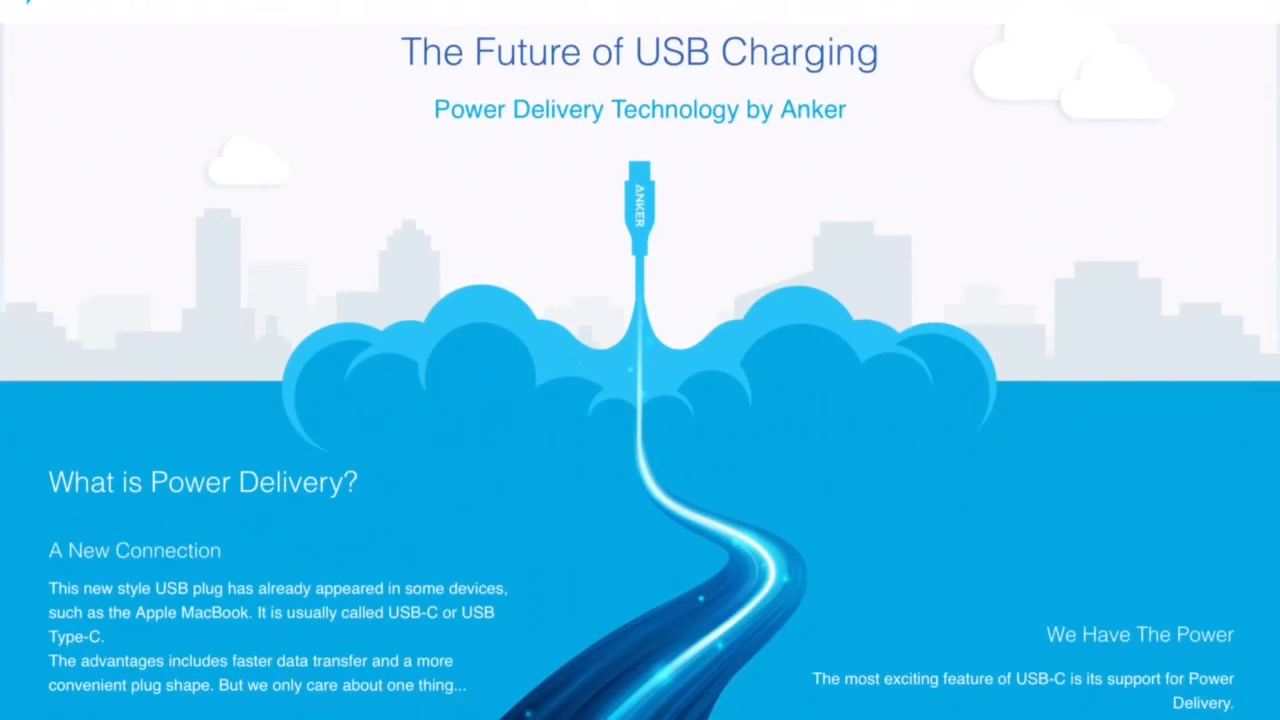 The Future of USB Charging
Power Delivery Technology by Anker
ANKER
What is Power Delivery?
A New Connection
This new style USB plug has already appeared in some devices,
such as the Apple MacBook. It is usually called USB-C or USB
Type-C.
The advantages includes faster data transfer and a more
convenient plug shape. But we only care about one thing...
We Have The Power
The most exciting feature of USB-C is its support for Power
Delivery.